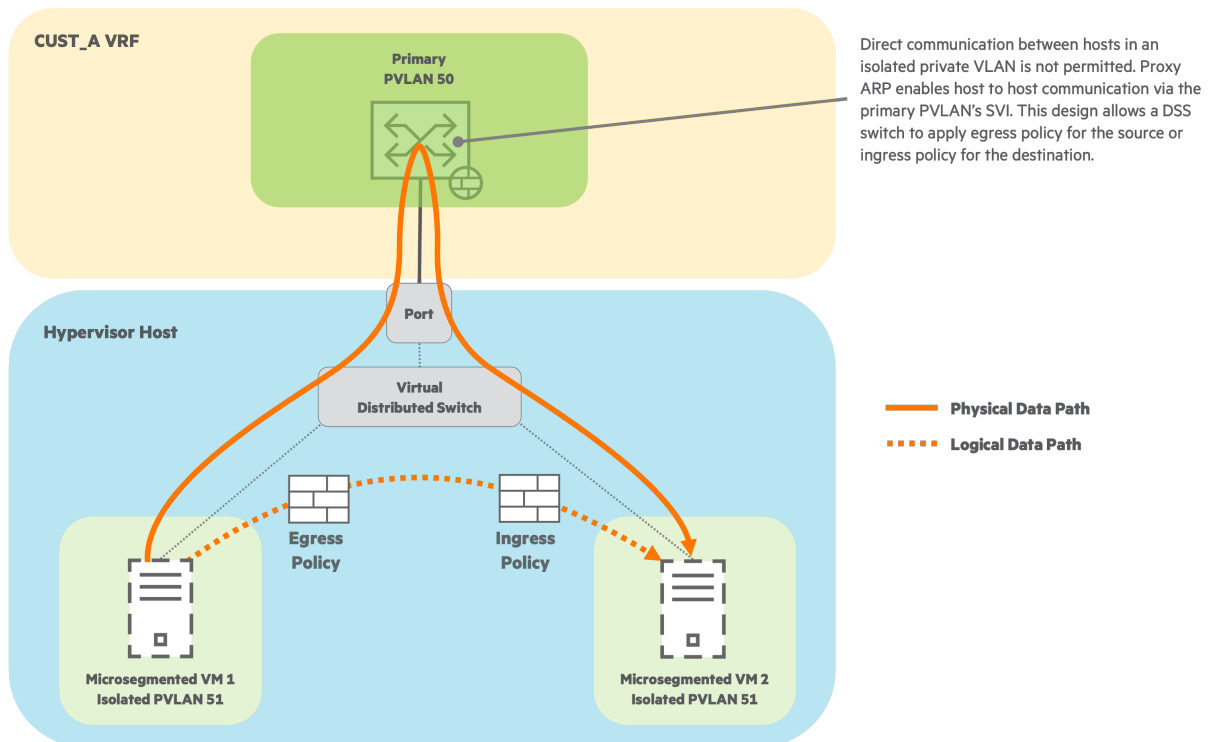 CUST_A VRF
Primary
PVLAN 50
Direct communication between hosts in an
isolated private VLAN is not permitted. Proxy
ARP enables host to host communication via the
primary PVLAN's SVI. This design allows a DSS
switch to apply egress policy for the source or
ingress policy for the destination.
Port
Hypervisor Host
Virtual
Distributed Switch
Physical Data Path
Logical Data Path
Egress
Policy
Ingress
Policy
Microsegmented VM 1
Isolated PVLAN 51
Microsegmented VM 2
Isolated PVLAN 51